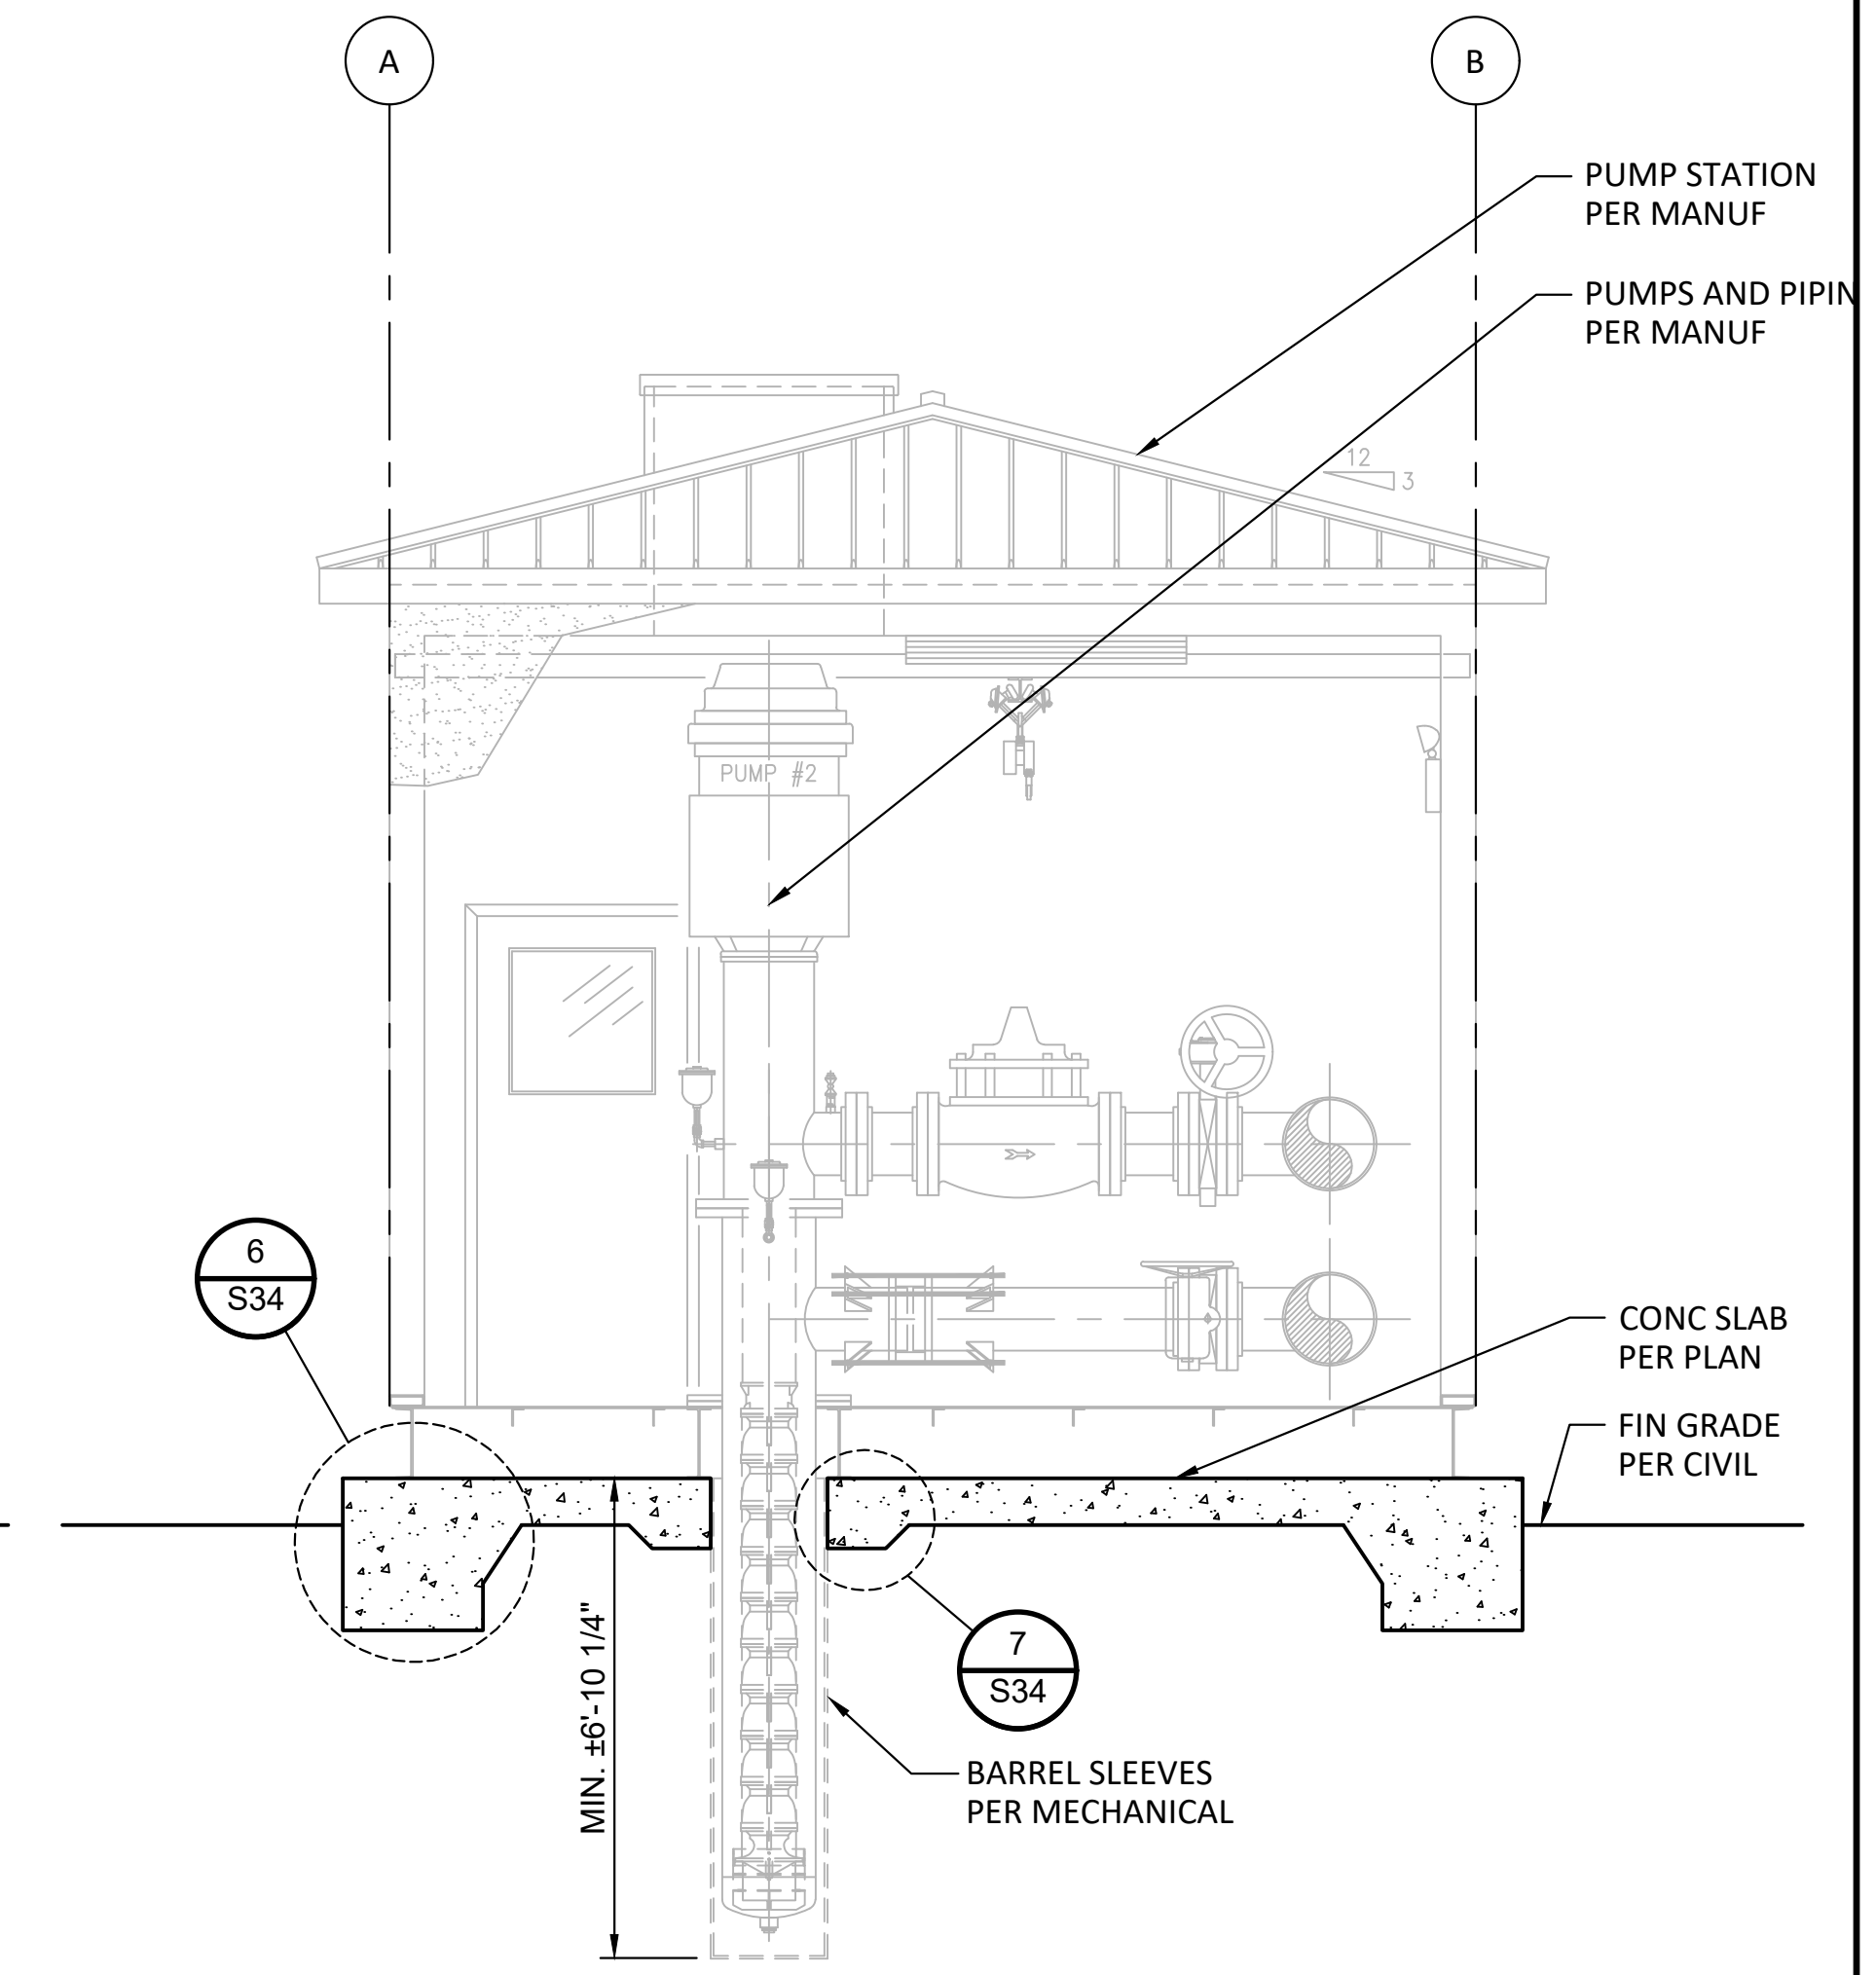 A
B
PUMP STATION
PER MANUF
PUMPS AND PIPIN
PER MANUF
12
3
PUMP #2
6
S34
CONC SLAB
PER PLAN
FIN GRADE
PER CIVIL
MIN. ±6'-10 1/4"
7
S34
BARREL SLEEVES
PER MECHANICAL